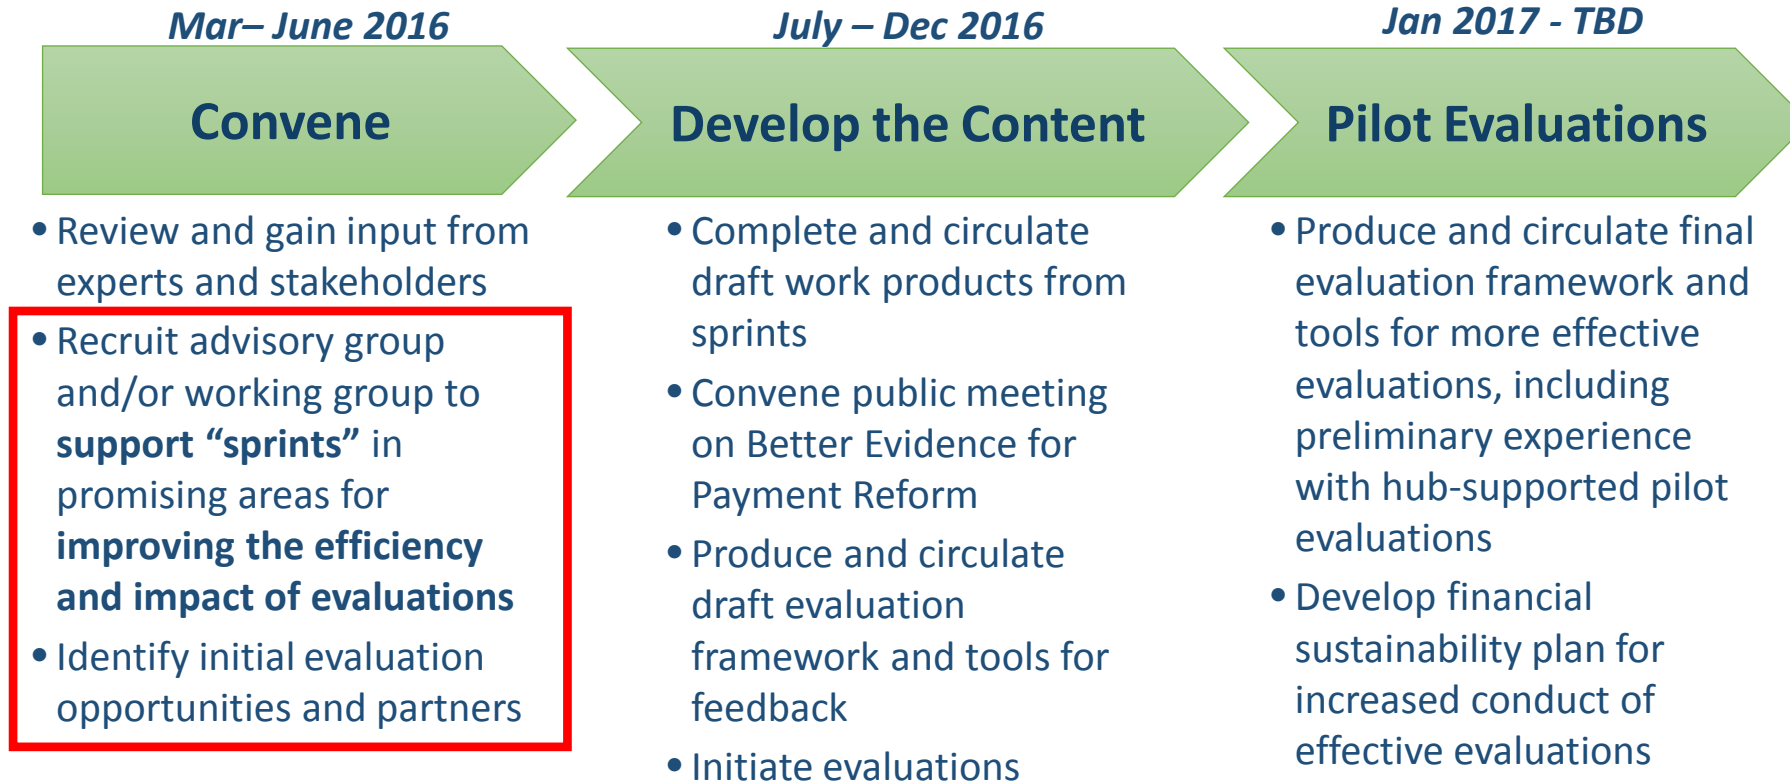 Mar– June 2016
Convene
• Review and gain input from
experts and stakeholders
• Recruit advisory group
and/or working group to
support “sprints” in
promising areas for
improving the efficiency
and impact of evaluations
• Identify initial evaluation
opportunities and partners
July – Dec 2016
Develop the Content
• Complete and circulate
draft work products from
sprints
• Convene public meeting
on Better Evidence for
Payment Reform
• Produce and circulate
draft evaluation
framework and tools for
feedback
• Initiate evaluations
Jan 2017 - TBD
Pilot Evaluations
• Produce and circulate final
evaluation framework and
tools for more effective
evaluations, including
preliminary experience
with hub-supported pilot
evaluations
• Develop financial
sustainability plan for
increased conduct of
effective evaluations